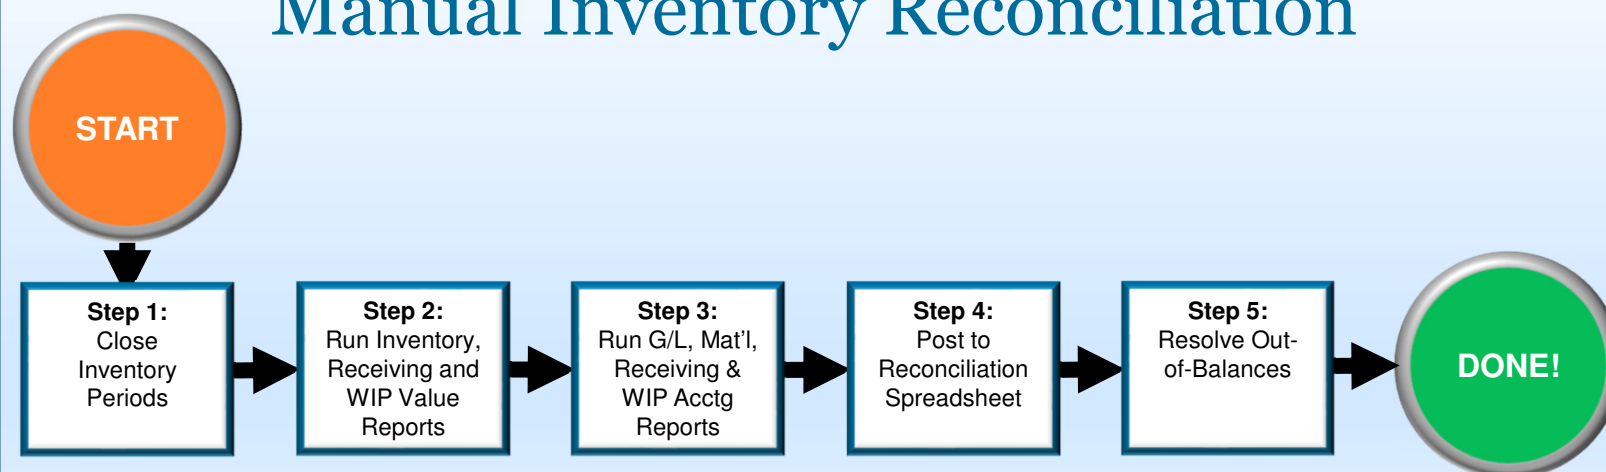 Manual Inventory Reconciliation
START
Step 1:
Close
Inventory
Periods
Step 2:
Run Inventory,
Receiving and
WIP Value
Reports
Step 3:
Run G/L, Mat'l,
Receiving &
WIP Acctg
Reports
Step 4:
Post to
Reconciliation
Spreadsheet
Step 5:
Resolve Out-
of-Balances
DONE!